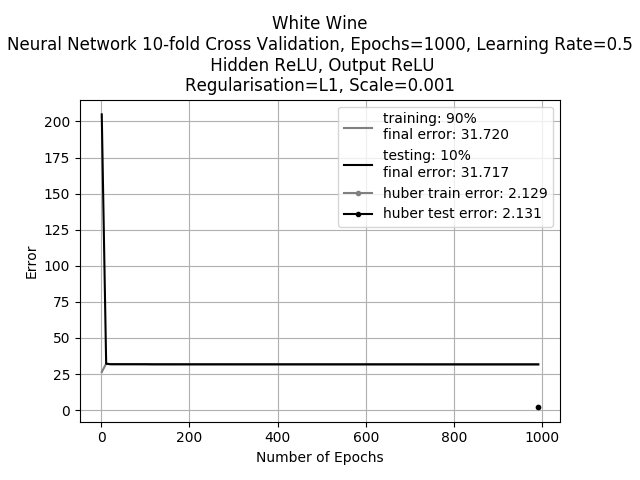 White Wine
Neural Network 10-fold Cross Validation, Epochs=1000, Learning Rate=0.5
Hidden ReLU, Output ReLU
Regularisation=L1, Scale=0.001
training: 90%
final error: 31.720
testing: 10%
final error: 31.717
huber train error: 2.129
huber test error: 2.131
200
175
150
125
100
75
50
25
0
Error
0
200
400
600
800
1000
Number of Epochs